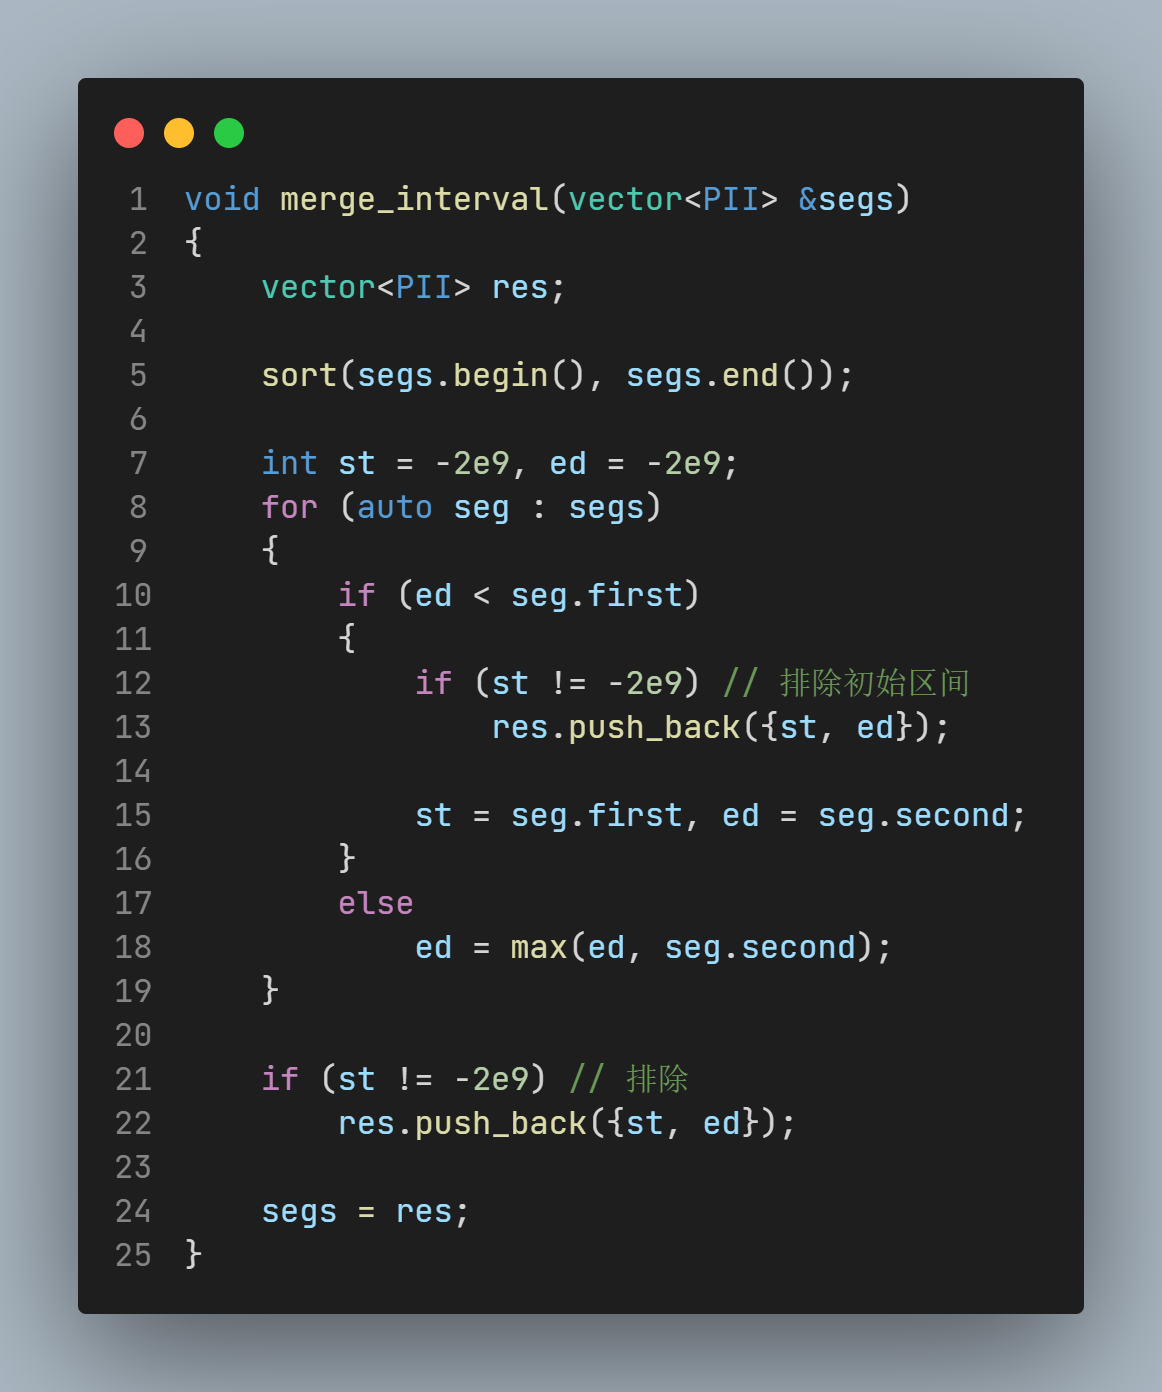 1 void merge_interval(vector<PII> &segs)
2 {
3     vector<PII> res;
4
5     sort(segs.begin(), segs.end());
6
7     int st = -2e9, ed = -2e9;
8     for (auto seg : segs)
9     {
10         if (ed < seg.first)
11         {
12             if (st != -2e9) // 排除初始区间
13                 res.push_back({st, ed});
14
15             st = seg.first, ed = seg.second;
16         }
17         else
18             ed = max(ed, seg.second);
19     }
20
21     if (st != -2e9) // 排除
22         res.push_back({st, ed});
23
24     segs = res;
25 }